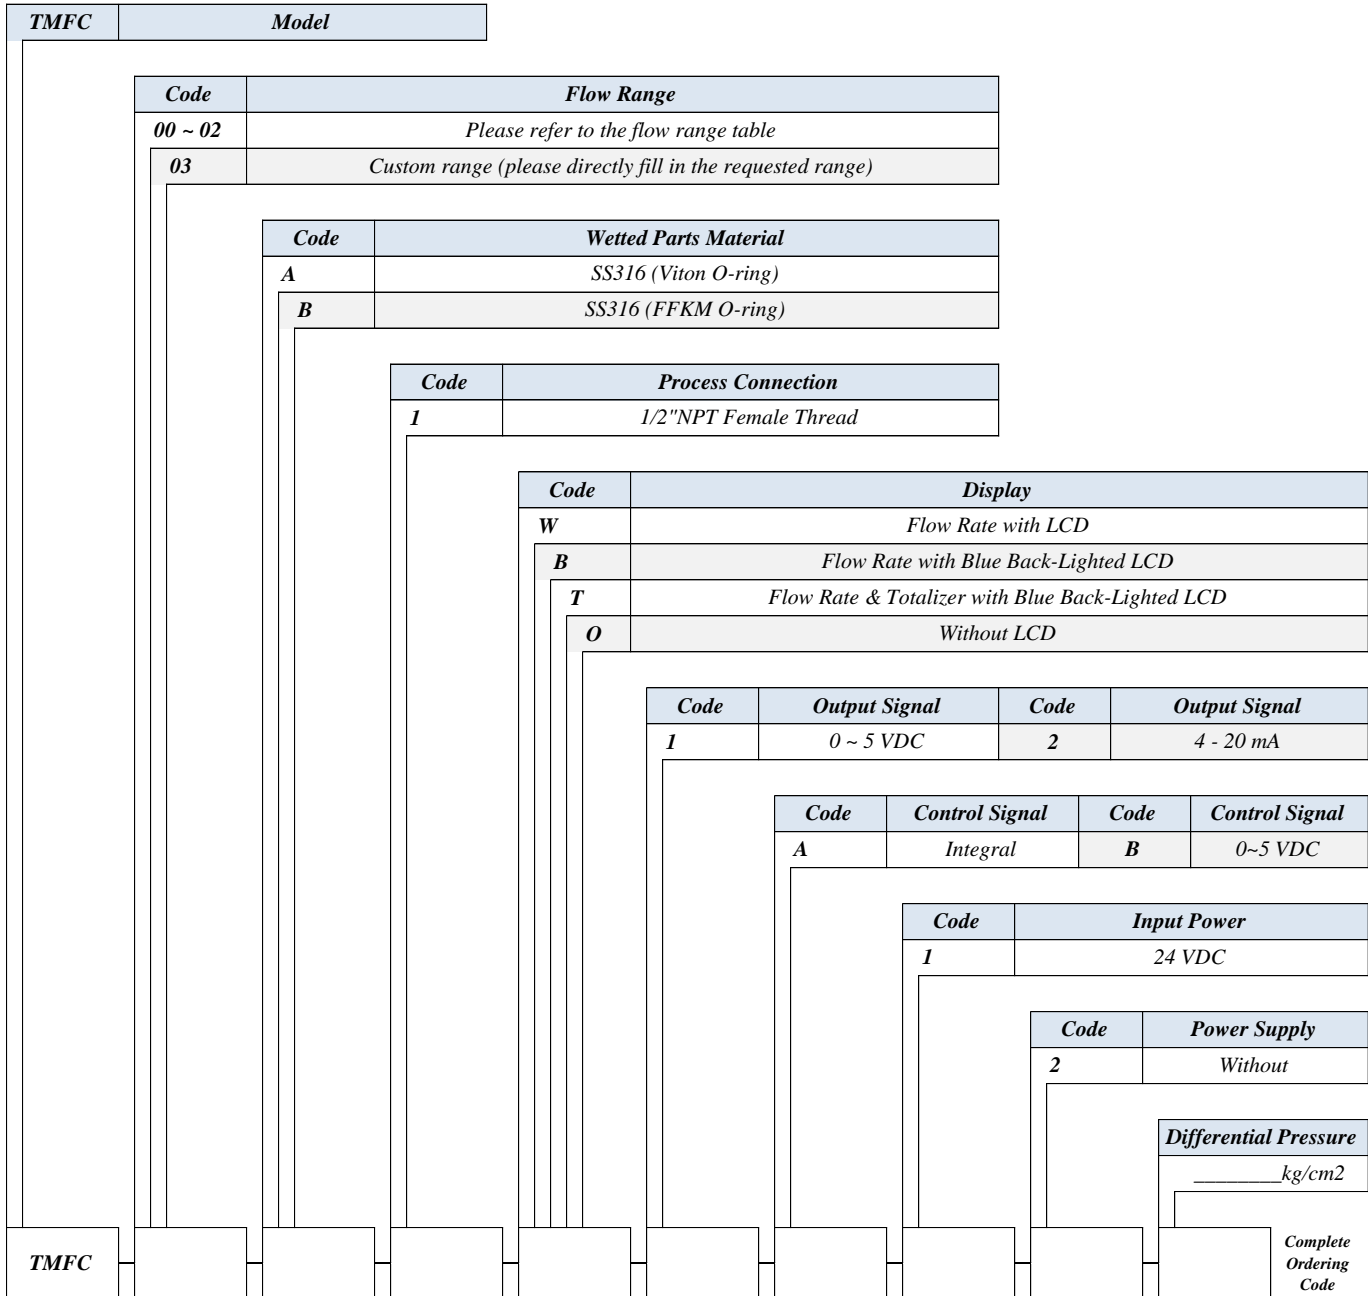 TMFC Model
Code Flow Range
00 ~ 02 Please refer to the flow range table
03 Custom range (please directly fill in the requested range)
Code Wetted Parts Material
A SS316 (Viton O-ring)
B SS316 (FFKM O-ring)
Code Process Connection
1 1/2"NPT Female Thread
Code Display
W Flow Rate with LCD
B Flow Rate with Blue Back-Lighted LCD
T Flow Rate & Totalizer with Blue Back-Lighted LCD
O Without LCD
Code Output Signal Code Output Signal
1 0 ~ 5 VDC 2 4 - 20 mA
Code Control Signal Code Control Signal
A Integral B 0~5 VDC
Code Input Power
1 24 VDC
Code Power Supply
2 Without
Differential Pressure
________kg/cm2
TMFC
Complete
Ordering
Code